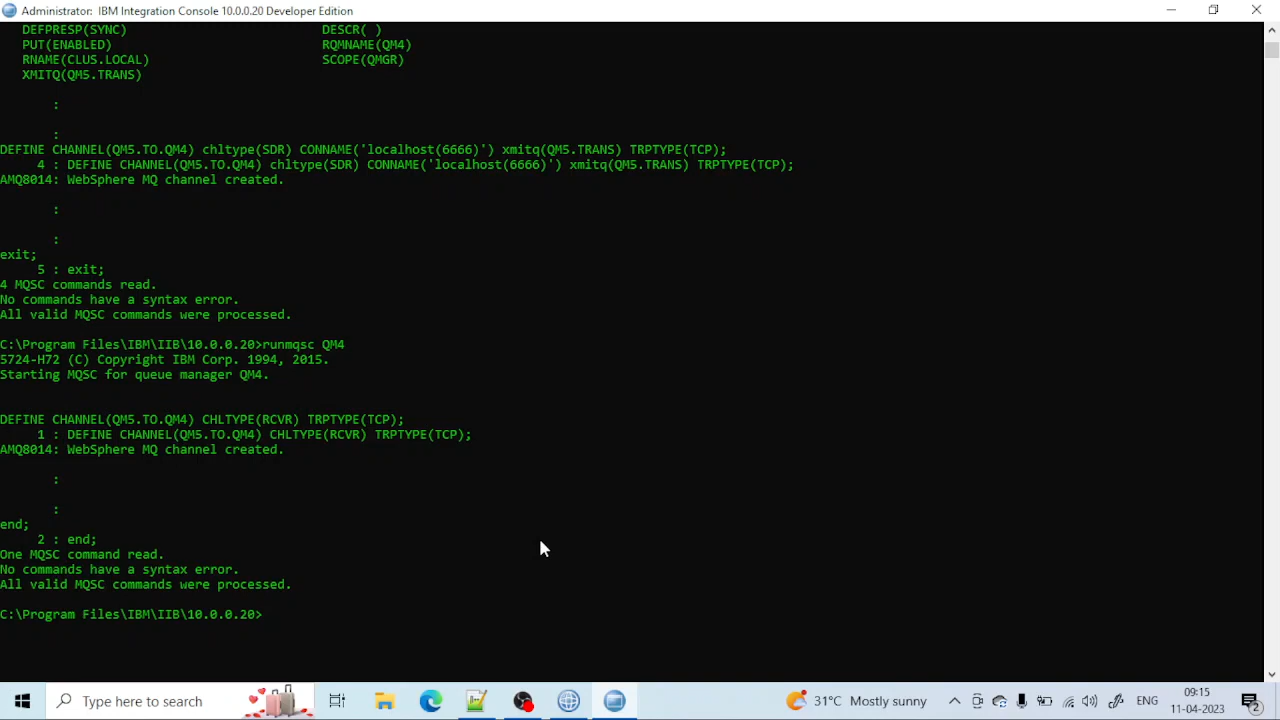 Administrator: IBM Integration Console 10.0.0.20 Developer Edition
DEFPRESP(SYNC) DESCR( )
PUT(ENABLED) RQMNAME(QM4)
RNAME(CLUS.LOCAL) SCOPE(QMGR)
XMITQ(QM5.TRANS)
:
:
DEFINE CHANNEL(QM5.TO.QM4) chltype(SDR) CONNAME('localhost(6666)') xmitq(QM5.TRANS) TRPTYPE(TCP);
4 : DEFINE CHANNEL(QM5.TO.QM4) chltype(SDR) CONNAME('localhost(6666)') xmitq(QM5.TRANS) TRPTYPE(TCP);
AMQ8014: WebSphere MQ channel created.
:
:
exit;
5 : exit;
4 MQSC commands read.
No commands have a syntax error.
All valid MQSC commands were processed.
C:\Program Files\IBM\IIB\10.0.0.20>runmqsc QM4
5724-H72 (C) Copyright IBM Corp. 1994, 2015.
Starting MQSC for queue manager QM4.
DEFINE CHANNEL(QM5.TO.QM4) CHLTYPE(RCVR) TRPTYPE(TCP);
1 : DEFINE CHANNEL(QM5.TO.QM4) CHLTYPE(RCVR) TRPTYPE(TCP);
AMQ8014: WebSphere MQ channel created.
:
:
end;
2 : end;
One MQSC command read.
No commands have a syntax error.
All valid MQSC commands were processed.
C:\Program Files\IBM\IIB\10.0.0.20>
Type here to search
31°C Mostly sunny
ENG
09:15
11-04-2023
2